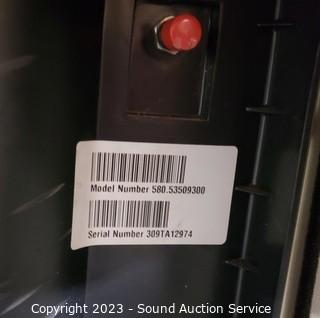 Model Number 580.53509300
Serial Number 309TA12974
Copyright 2023 - Sound Auction Service